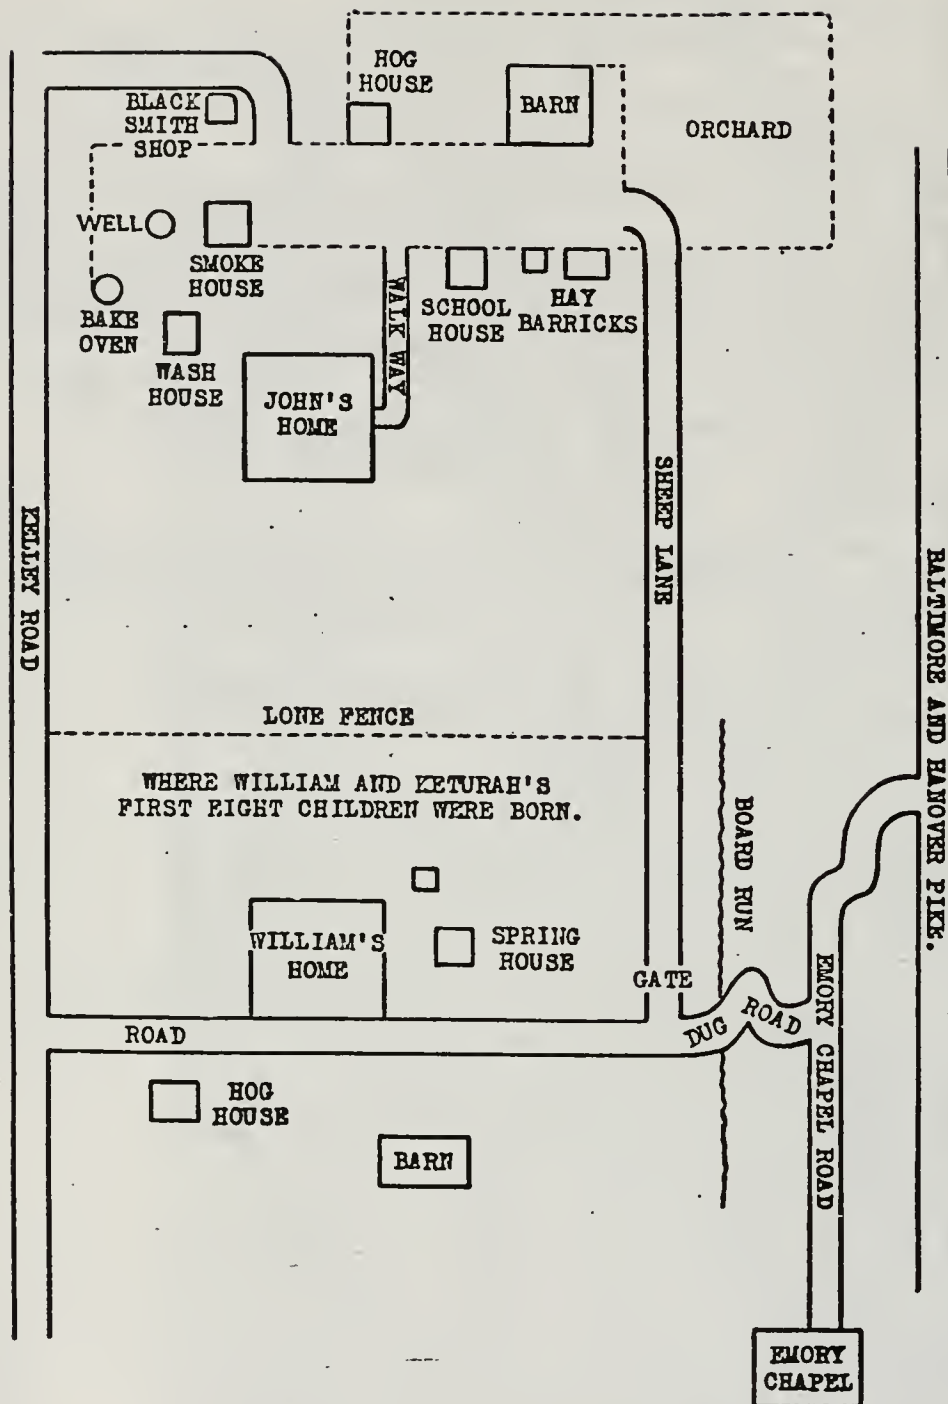 HOG
HOUSE
BARN
ORCHARD
BLACK
SMITH
SHOP
WELL
SMOKE
HOUSE
BAKE
OVEN
WASH
HOUSE
WALK WAY
SCHOOL
HOUSE
HAY
BARRICKS
JOHN'S
HOME
KELLEY ROAD
SHEEP LANE
BALTIMORE AND HANOVER PIKE.
LONE FENCE
WHERE WILLIAM AND KETURAH'S
FIRST EIGHT CHILDREN WERE BORN.
BOARD RUN
WILLIAM'S
HOME
SPRING
HOUSE
GATE
ROAD
DUG ROAD
EMORY CHAPEL ROAD
HOG
HOUSE
BARN
EMORY
CHAPEL